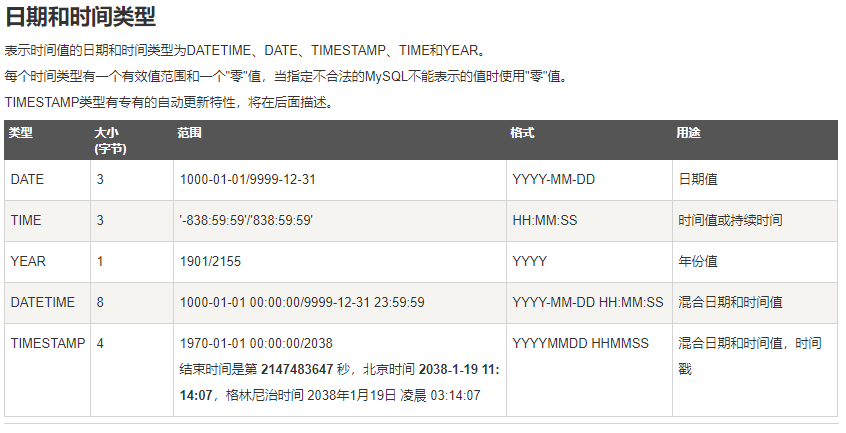 日期和时间类型
表示时间值的日期和时间类型为DATETIME、DATE、TIMESTAMP、TIME和YEAR。
每个时间类型有一个有效值范围和一个"零"值，当指定不合法的MySQL不能表示的值时使用"零"值。
TIMESTAMP类型有专有的自动更新特性，将在后面描述。
类型 大小 范围 格式 用途
(字节)
DATE 3 1000-01-01/9999-12-31 YYYY-MM-DD 日期值
TIME 3 '-838:59:59'/'838:59:59' HH:MM:SS 时间值或持续时间
YEAR 1 1901/2155 YYYY 年份值
DATETIME 8 1000-01-01 00:00:00/9999-12-31 23:59:59 YYYY-MM-DD HH:MM:SS 混合日期和时间值
TIMESTAMP 4 1970-01-01 00:00:00/2038 YYYYMMDD HHMMSS 混合日期和时间值，时间
结束时间是第 2147483647 秒，北京时间 2038-1-19 11: 戳
14:07，格林尼治时间 2038年1月19日 凌晨 03:14:07